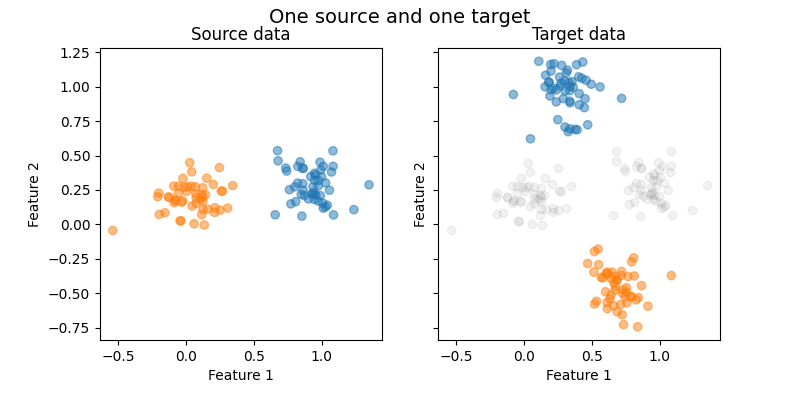 One source and one target
Source data
Target data
1.25
1.00
0.75
0.50
0.25
0.00
−0.25
−0.50
−0.75
Feature 2
Feature 2
−0.5
0.0
0.5
1.0
−0.5
0.0
0.5
1.0
Feature 1
Feature 1